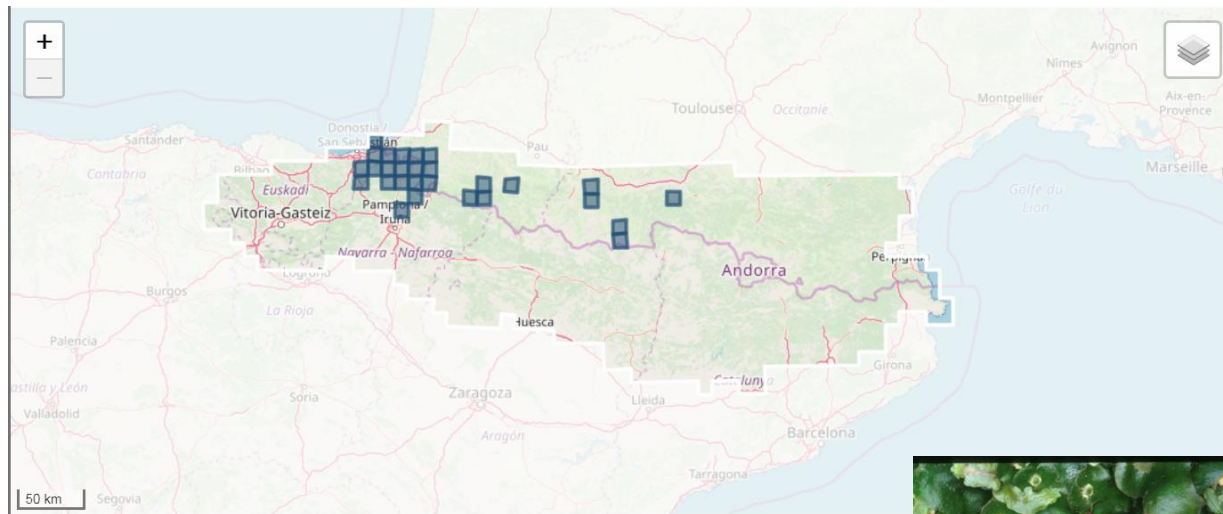 +
−
Avignon
Nîmes
Aix-en-
Provence
Montpellier
Toulouse
Occitanie
Marseille
Donostia /
San Sebastián
Santander
Pau
Bilbao
Cantabria
Euskadi
Golfe du
Lion
Vitoria-Gasteiz
Pamplona /
Iruña
Navarra - Nafarroa
Perpignan
Andorra
Logroño
Burgos
La Rioja
Huesca
Palencia
Girona
Catalunya
Castilla y León
Soria
Zaragoza
Lleida
Valladolid
Aragón
Barcelona
Tarragona
Segovia
50 km